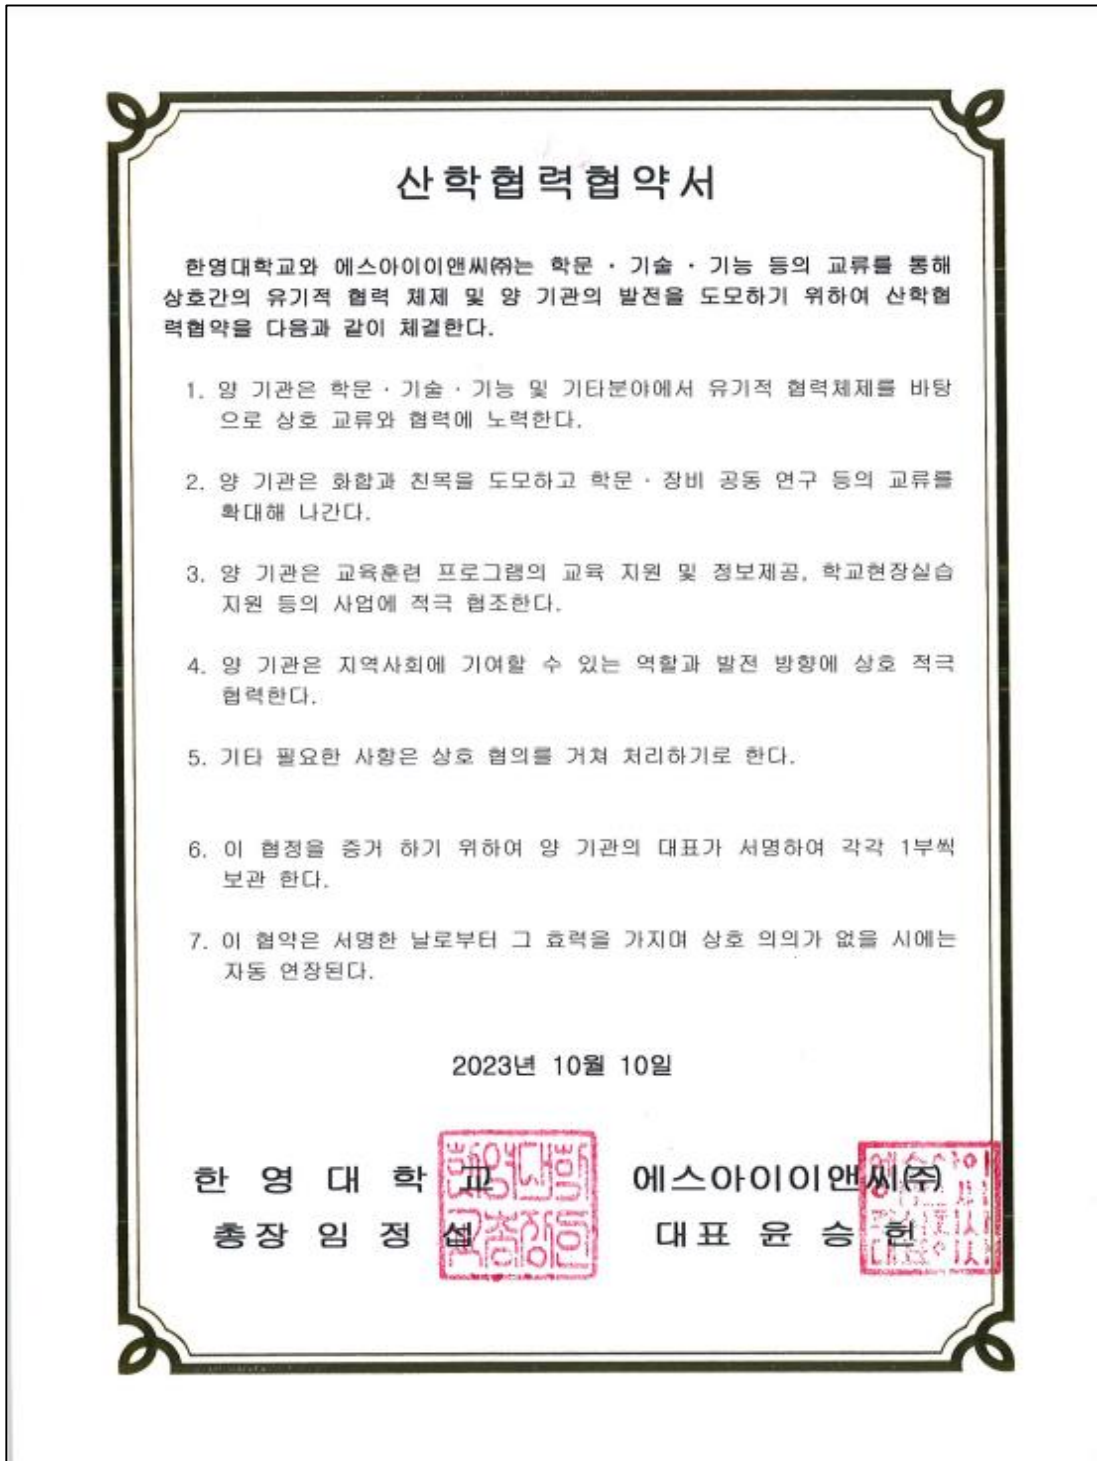 산학협력협약서
한영대학교와 에스아이이앤씨㈜는 학문 · 기술 · 기능 등의 교류를 통해
상호간의 유기적 협력 체제 및 양 기관의 발전을 도모하기 위하여 산학협
력협약을 다음과 같이 체결한다.
1. 양 기관은 학문 · 기술 · 기능 및 기타분야에서 유기적 협력체제를 바탕
으로 상호 교류와 협력에 노력한다.
2. 양 기관은 화합과 친목을 도모하고 학문 · 장비 공동 연구 등의 교류를
확대해 나간다.
3. 양 기관은 교육훈련 프로그램의 교육 지원 및 정보제공, 학교현장실습
지원 등의 사업에 적극 협조한다.
4. 양 기관은 지역사회에 기여할 수 있는 역할과 발전 방향에 상호 적극
협력한다.
5. 기타 필요한 사항은 상호 협의를 거쳐 처리하기로 한다.
6. 이 협정을 증거 하기 위하여 양 기관의 대표가 서명하여 각각 1부씩
보관 한다.
7. 이 협약은 서명한 날로부터 그 효력을 가지며 상호 의의가 없을 시에는
자동 연장된다.
2023년 10월 10일
한 영 대 학 교
총장 임 정 섭
에스아이이앤씨㈜
대표 윤 승 헌